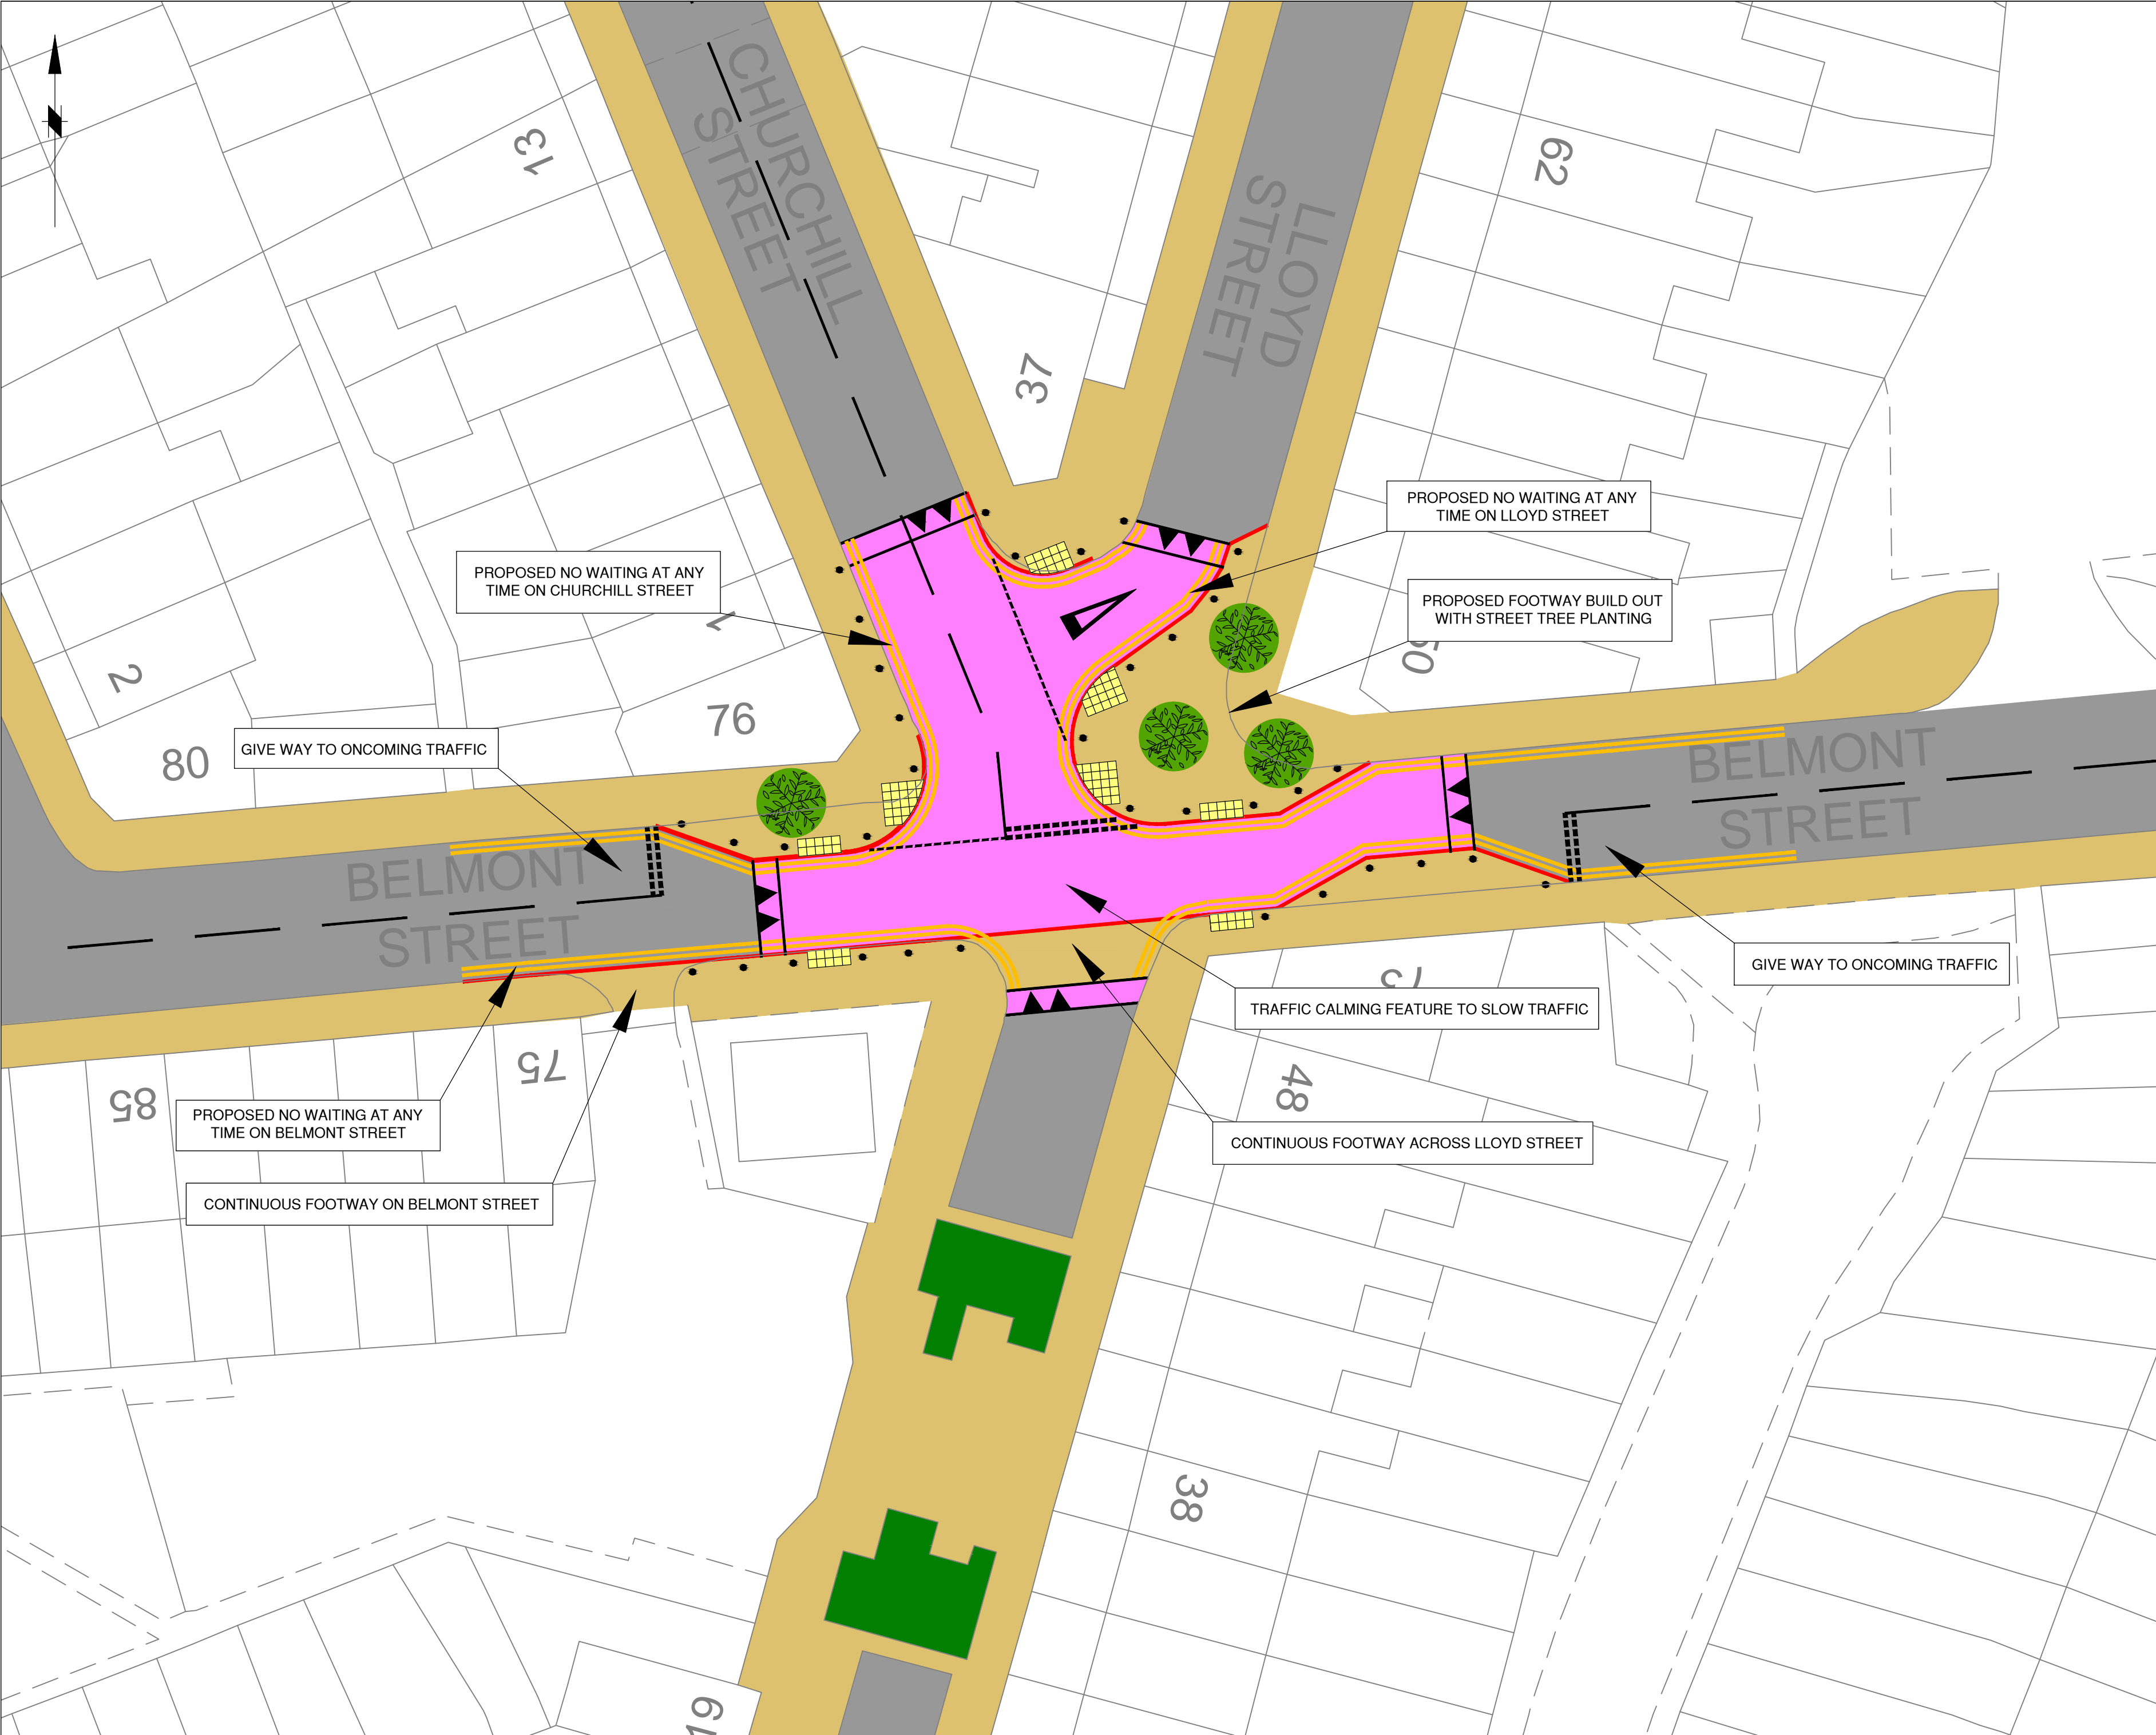 CHURCHILL
STREET
LLOYD
STREET
13
62
37
PROPOSED NO WAITING AT ANY
TIME ON LLOYD STREET
PROPOSED NO WAITING AT ANY
TIME ON CHURCHILL STREET
PROPOSED FOOTWAY BUILD OUT
WITH STREET TREE PLANTING
1
2
76
80
GIVE WAY TO ONCOMING TRAFFIC
BELMONT
STREET
BELMONT
STREET
GIVE WAY TO ONCOMING TRAFFIC
TRAFFIC CALMING FEATURE TO SLOW TRAFFIC
75
85
48
PROPOSED NO WAITING AT ANY
TIME ON BELMONT STREET
CONTINUOUS FOOTWAY ACROSS LLOYD STREET
CONTINUOUS FOOTWAY ON BELMONT STREET
38
61